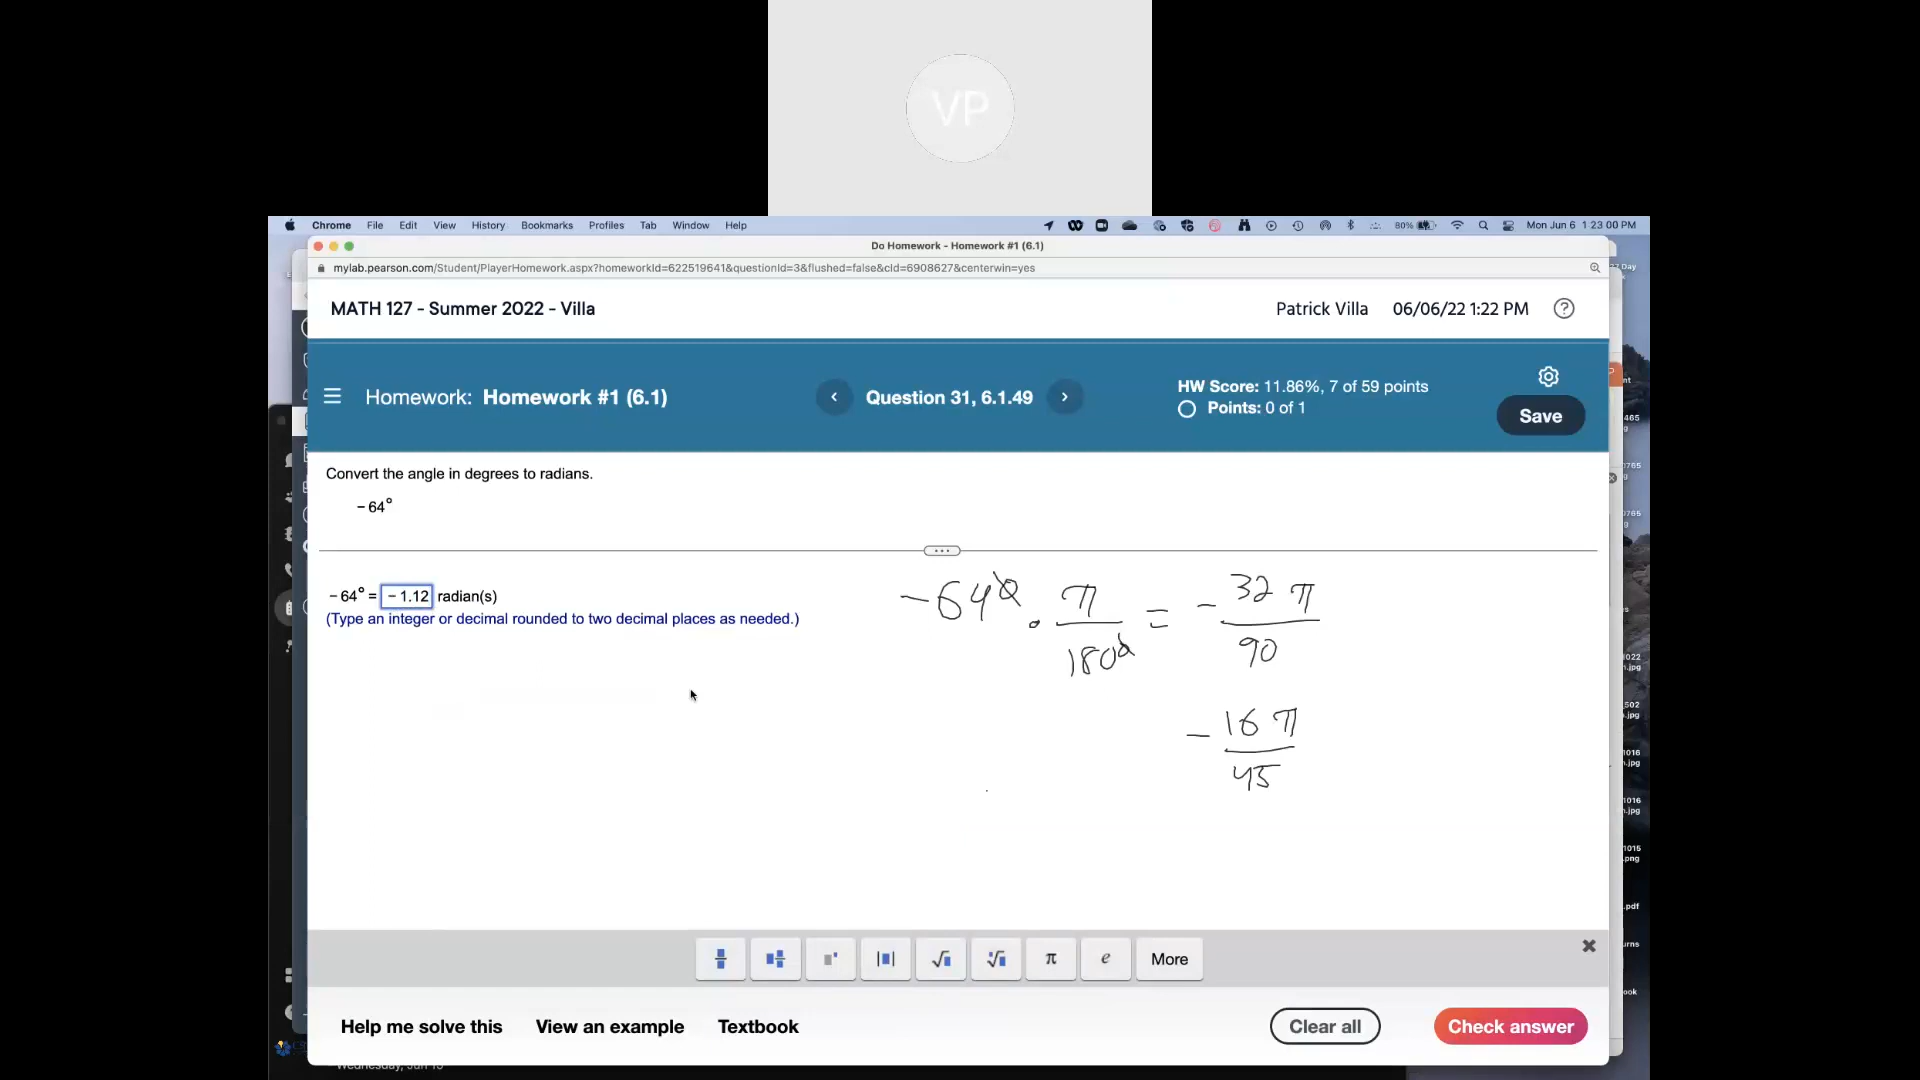 VP
Chrome File Edit View History Bookmarks Profiles Tab Window Help 80% Mon Jun 6 1 23 00 PM
Do Homework - Homework #1 (6.1)
mylab.pearson.com/Student/PlayerHomework.aspx?homeworkId=622519641&questionId=3&flushed=false&cId=6908627&centerwin=yes
MATH 127 - Summer 2022 - Villa
Patrick Villa 06/06/22 1:22 PM ?
Homework: Homework #1 (6.1)
‹ Question 31, 6.1.49 ›
HW Score: 11.86%, 7 of 59 points
Points: 0 of 1
Save
Convert the angle in degrees to radians.
− 64°
− 64° = − 1.12 radian(s)
(Type an integer or decimal rounded to two decimal places as needed.)
− 64° · π / 180° = − 32 π / 90
− 16 π / 45
π e More
Help me solve this View an example Textbook Clear all Check answer